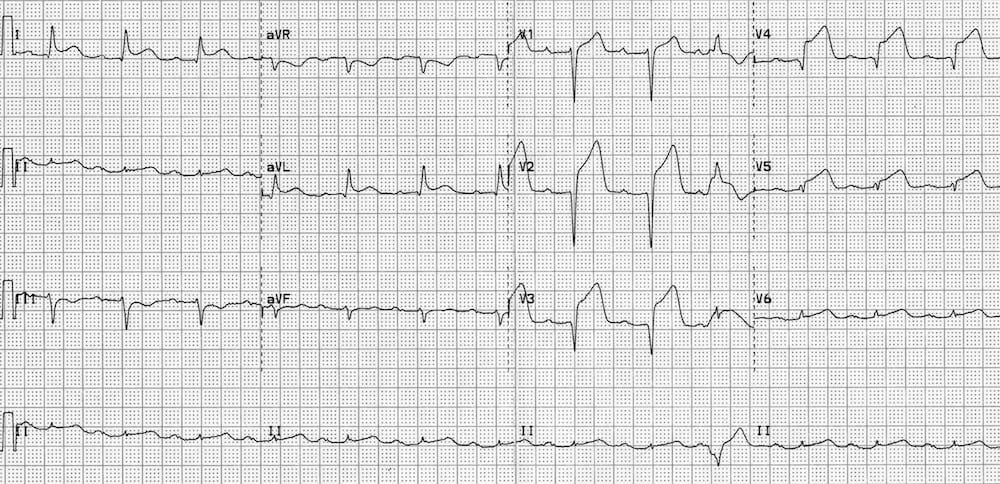 I aVR V1 V4
II aVL V2 V5
III aVF V3 V6
II II II II